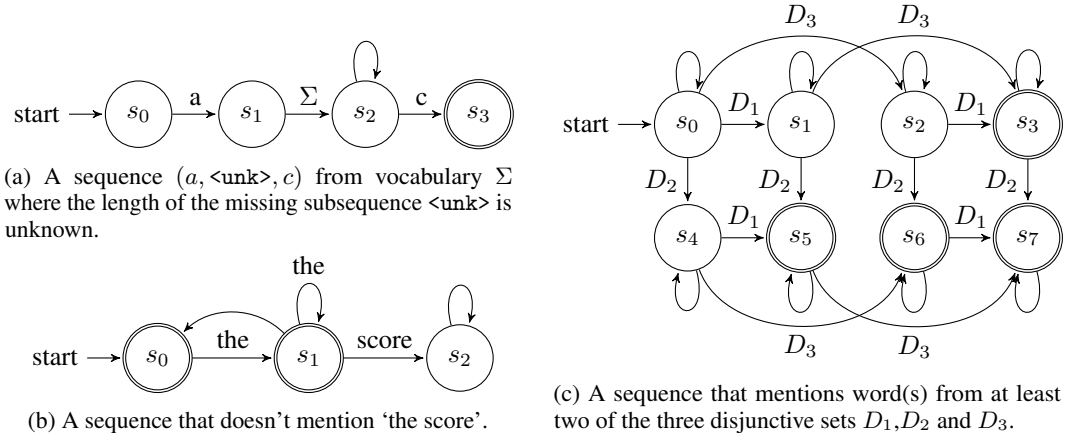 start s₀ a s₁ Σ s₂ c s₃
(a) A sequence (a, <unk>, c) from vocabulary Σ
where the length of the missing subsequence <unk> is
unknown.
the
start s₀ the s₁ score s₂
(b) A sequence that doesn't mention 'the score'.
D₃ D₃
start s₀ D₁ s₁ s₂ D₁ s₃
D₂ D₂ D₂ D₂
s₄ D₁ s₅ s₆ D₁ s₇
D₃ D₃
(c) A sequence that mentions word(s) from at least
two of the three disjunctive sets D₁,D₂ and D₃.